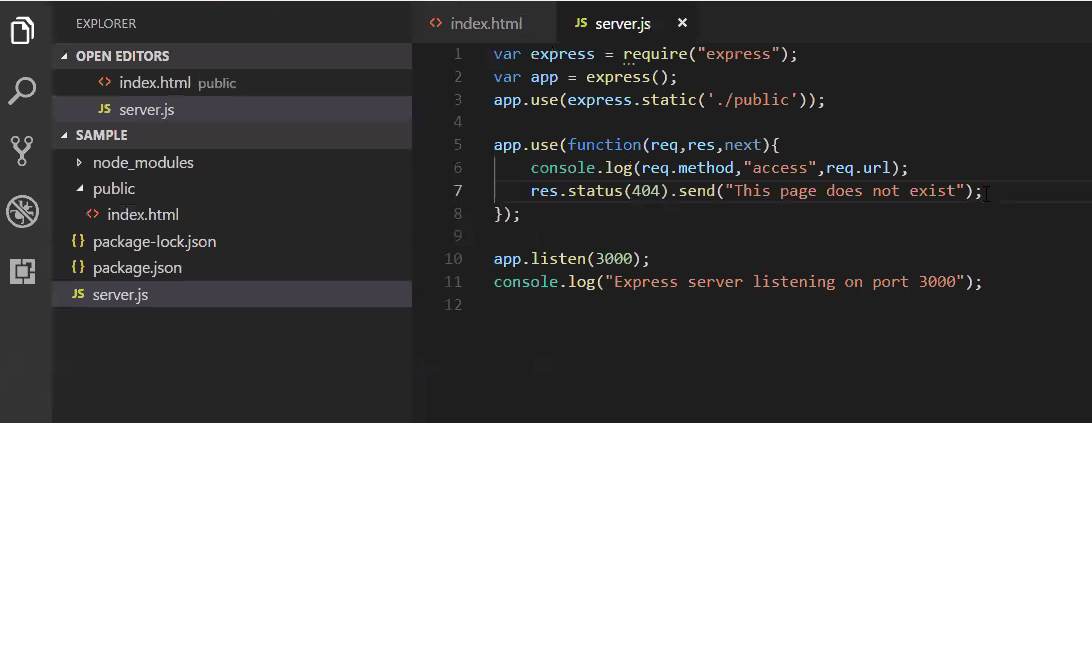 EXPLORER
OPEN EDITORS
<> index.html public
JS server.js
SAMPLE
node_modules
public
<> index.html
{} package-lock.json
{} package.json
JS server.js
<> index.html JS server.js ×
1 var express = require("express");
2 var app = express();
3 app.use(express.static('./public'));
4
5 app.use(function(req,res,next){
6     console.log(req.method,"access",req.url);
7     res.status(404).send("This page does not exist");
8 });
9
10 app.listen(3000);
11 console.log("Express server listening on port 3000");
12